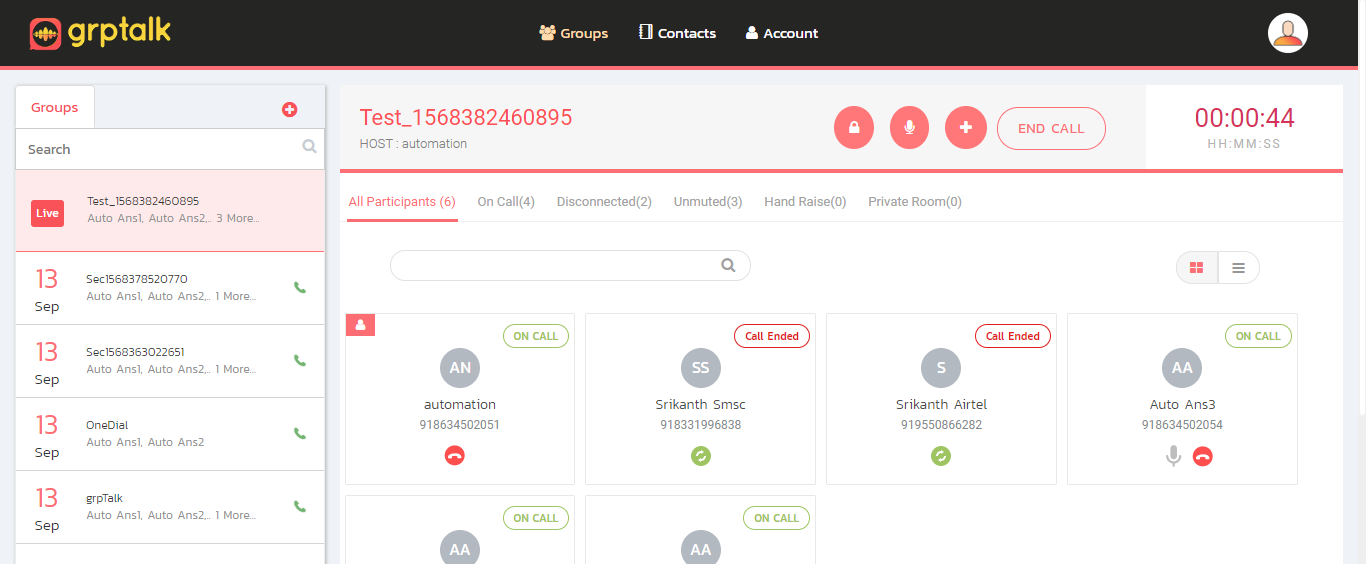 grptalk
Groups
Contacts
Account
Groups
Search
Live
Test_1568382460895
Auto Ans1, Auto Ans2,.. 3 More...
13
Sep
Sec1568378520770
Auto Ans1, Auto Ans2,.. 1 More...
13
Sep
Sec1568363022651
Auto Ans1, Auto Ans2,.. 1 More...
13
Sep
OneDial
Auto Ans1, Auto Ans2
13
Sep
grpTalk
Auto Ans1, Auto Ans2,.. 1 More...
Test_1568382460895
HOST : automation
END CALL
00:00:44
HH:MM:SS
All Participants (6)
On Call(4)
Disconnected(2)
Unmuted(3)
Hand Raise(0)
Private Room(0)
ON CALL
AN
automation
918634502051
Call Ended
SS
Srikanth Smsc
918331996838
Call Ended
S
Srikanth Airtel
919550866282
ON CALL
AA
Auto Ans3
918634502054
ON CALL
AA
ON CALL
AA